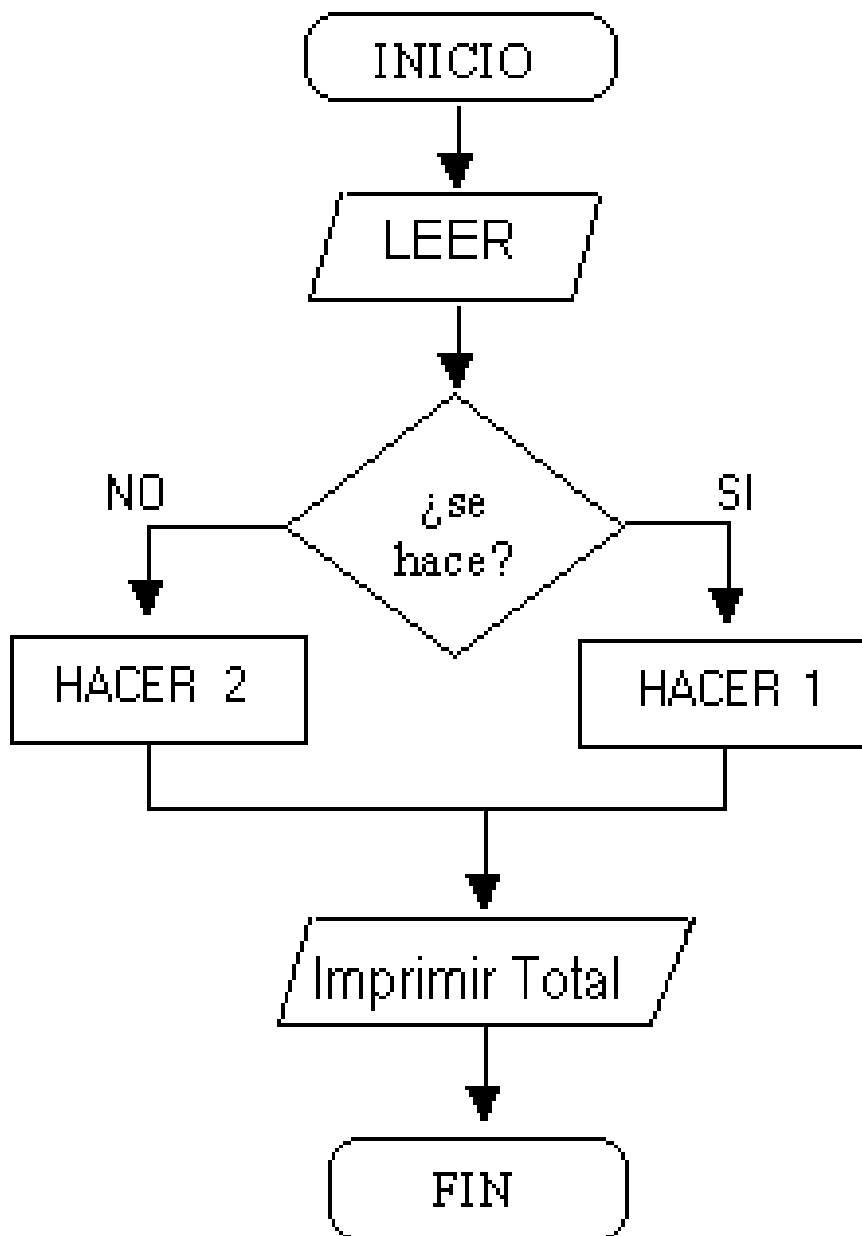 INICIO
LEER
NO
SI
¿se
hace?
HACER 2
HACER 1
Imprimir Total
FIN